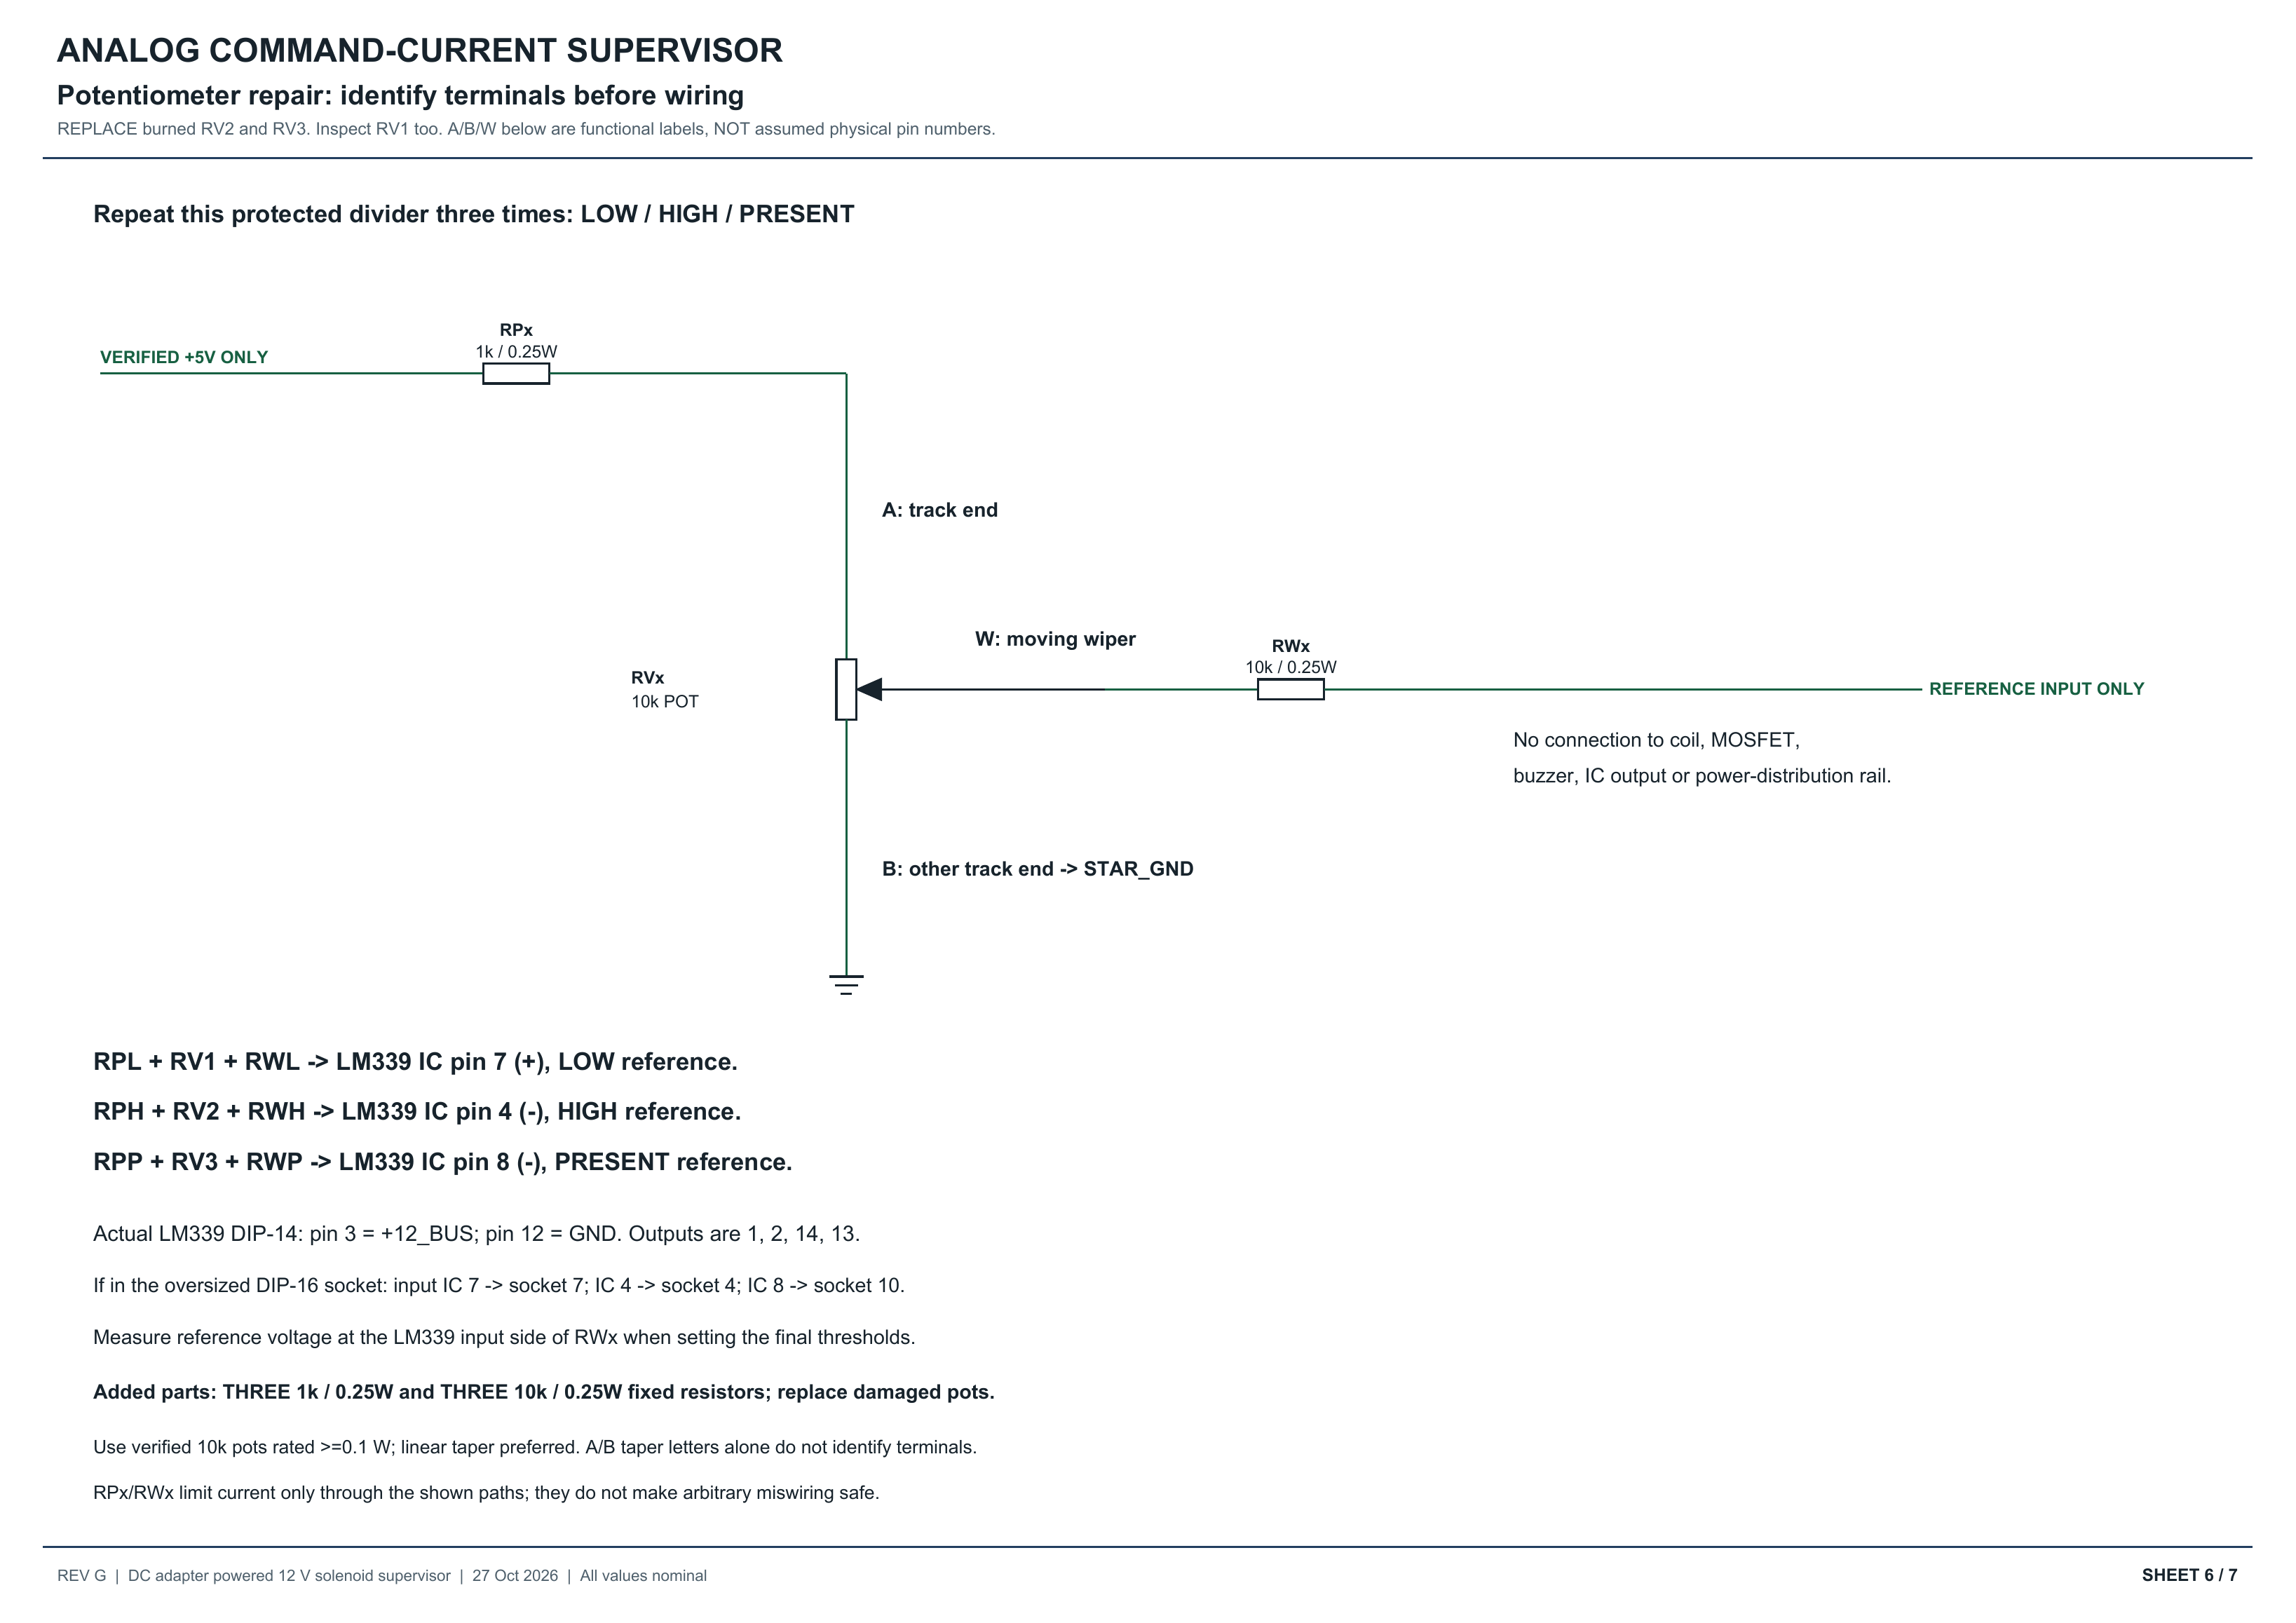 ANALOG COMMAND-CURRENT SUPERVISOR
Potentiometer repair: identify terminals before wiring
REPLACE burned RV2 and RV3. Inspect RV1 too. A/B/W below are functional labels, NOT assumed physical pin numbers.
Repeat this protected divider three times: LOW / HIGH / PRESENT
RPx
1k / 0.25W
VERIFIED +5V ONLY
A: track end
W: moving wiper
RWx
10k / 0.25W
RVx
10k POT
REFERENCE INPUT ONLY
No connection to coil, MOSFET,
buzzer, IC output or power-distribution rail.
B: other track end -> STAR_GND
RPL + RV1 + RWL -> LM339 IC pin 7 (+), LOW reference.
RPH + RV2 + RWH -> LM339 IC pin 4 (-), HIGH reference.
RPP + RV3 + RWP -> LM339 IC pin 8 (-), PRESENT reference.
Actual LM339 DIP-14: pin 3 = +12_BUS; pin 12 = GND. Outputs are 1, 2, 14, 13.
If in the oversized DIP-16 socket: input IC 7 -> socket 7; IC 4 -> socket 4; IC 8 -> socket 10.
Measure reference voltage at the LM339 input side of RWx when setting the final thresholds.
Added parts: THREE 1k / 0.25W and THREE 10k / 0.25W fixed resistors; replace damaged pots.
Use verified 10k pots rated >=0.1 W; linear taper preferred. A/B taper letters alone do not identify terminals.
RPx/RWx limit current only through the shown paths; they do not make arbitrary miswiring safe.
REV G | DC adapter powered 12 V solenoid supervisor | 27 Oct 2026 | All values nominal
SHEET 6 / 7